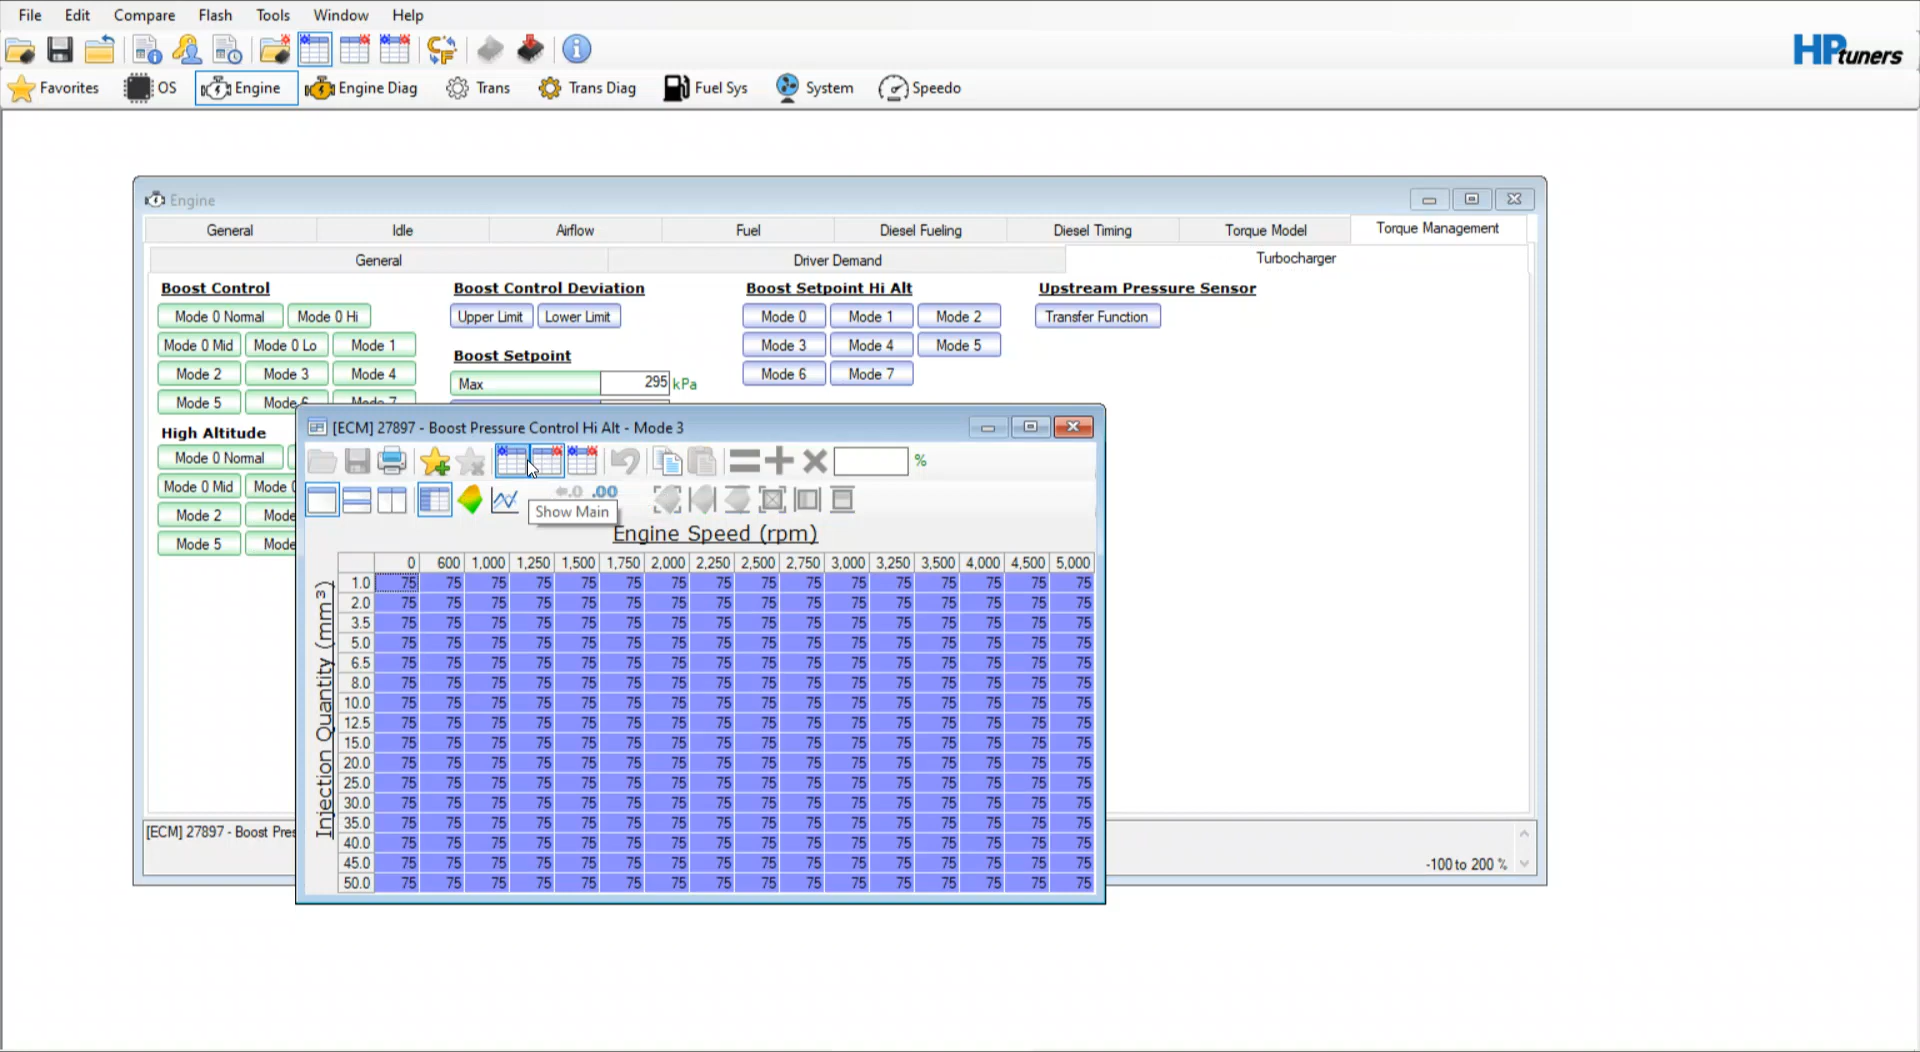 File Edit Compare Flash Tools Window Help
HPtuners
Favorites OS Engine Engine Diag Trans Trans Diag Fuel Sys System Speedo
Engine
General Idle Airflow Fuel Diesel Fueling Diesel Timing Torque Model Torque Management
General Driver Demand Turbocharger
Boost Control Boost Control Deviation Boost Setpoint Hi Alt Upstream Pressure Sensor
Mode 0 Normal Mode 0 Hi Upper Limit Lower Limit Mode 0 Mode 1 Mode 2 Transfer Function
Mode 0 Mid Mode 0 Lo Mode 1 Boost Setpoint Mode 3 Mode 4 Mode 5
Mode 2 Mode 3 Mode 4 Max 295 kPa Mode 6 Mode 7
Mode 5 Mode 6 Mode 7
High Altitude [ECM] 27897 - Boost Pressure Control Hi Alt - Mode 3
Mode 0 Normal %
Mode 0 Mid Mode 0
Mode 2 Mode
Mode 5 Mode
.0 .00
Show Main
Engine Speed (rpm)
Injection Quantity (mm³)
0 600 1,000 1,250 1,500 1,750 2,000 2,250 2,500 2,750 3,000 3,250 3,500 4,000 4,500 5,000
1.0 75 75 75 75 75 75 75 75 75 75 75 75 75 75 75 75
2.0 75 75 75 75 75 75 75 75 75 75 75 75 75 75 75 75
3.5 75 75 75 75 75 75 75 75 75 75 75 75 75 75 75 75
5.0 75 75 75 75 75 75 75 75 75 75 75 75 75 75 75 75
6.5 75 75 75 75 75 75 75 75 75 75 75 75 75 75 75 75
8.0 75 75 75 75 75 75 75 75 75 75 75 75 75 75 75 75
10.0 75 75 75 75 75 75 75 75 75 75 75 75 75 75 75 75
12.5 75 75 75 75 75 75 75 75 75 75 75 75 75 75 75 75
15.0 75 75 75 75 75 75 75 75 75 75 75 75 75 75 75 75
20.0 75 75 75 75 75 75 75 75 75 75 75 75 75 75 75 75
25.0 75 75 75 75 75 75 75 75 75 75 75 75 75 75 75 75
30.0 75 75 75 75 75 75 75 75 75 75 75 75 75 75 75 75
35.0 75 75 75 75 75 75 75 75 75 75 75 75 75 75 75 75
40.0 75 75 75 75 75 75 75 75 75 75 75 75 75 75 75 75
45.0 75 75 75 75 75 75 75 75 75 75 75 75 75 75 75 75
50.0 75 75 75 75 75 75 75 75 75 75 75 75 75 75 75 75
[ECM] 27897 - Boost Pres
-100 to 200 %